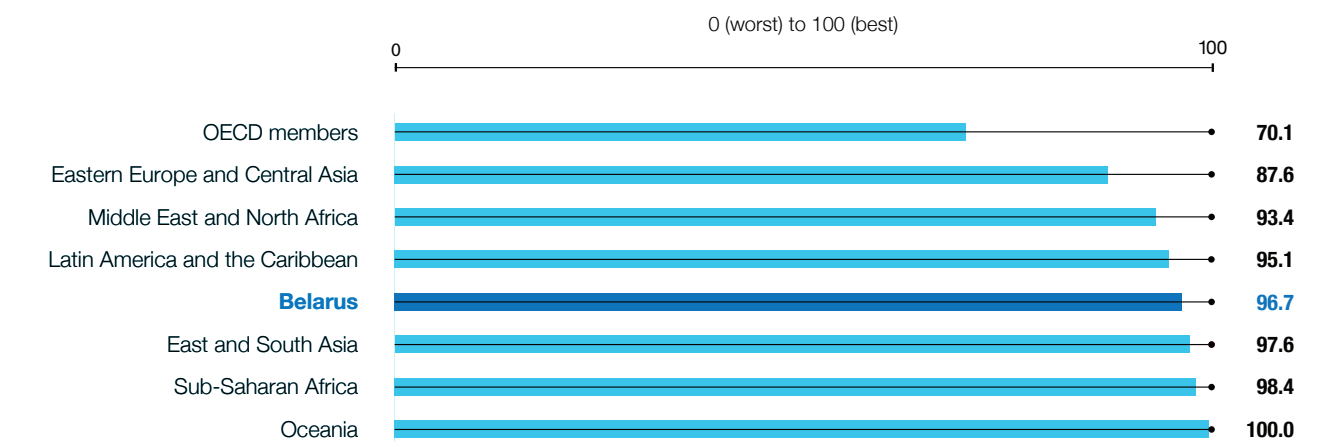 0 (worst) to 100 (best)
0 100
OECD members 70.1
Eastern Europe and Central Asia 87.6
Middle East and North Africa 93.4
Latin America and the Caribbean 95.1
Belarus 96.7
East and South Asia 97.6
Sub-Saharan Africa 98.4
Oceania 100.0